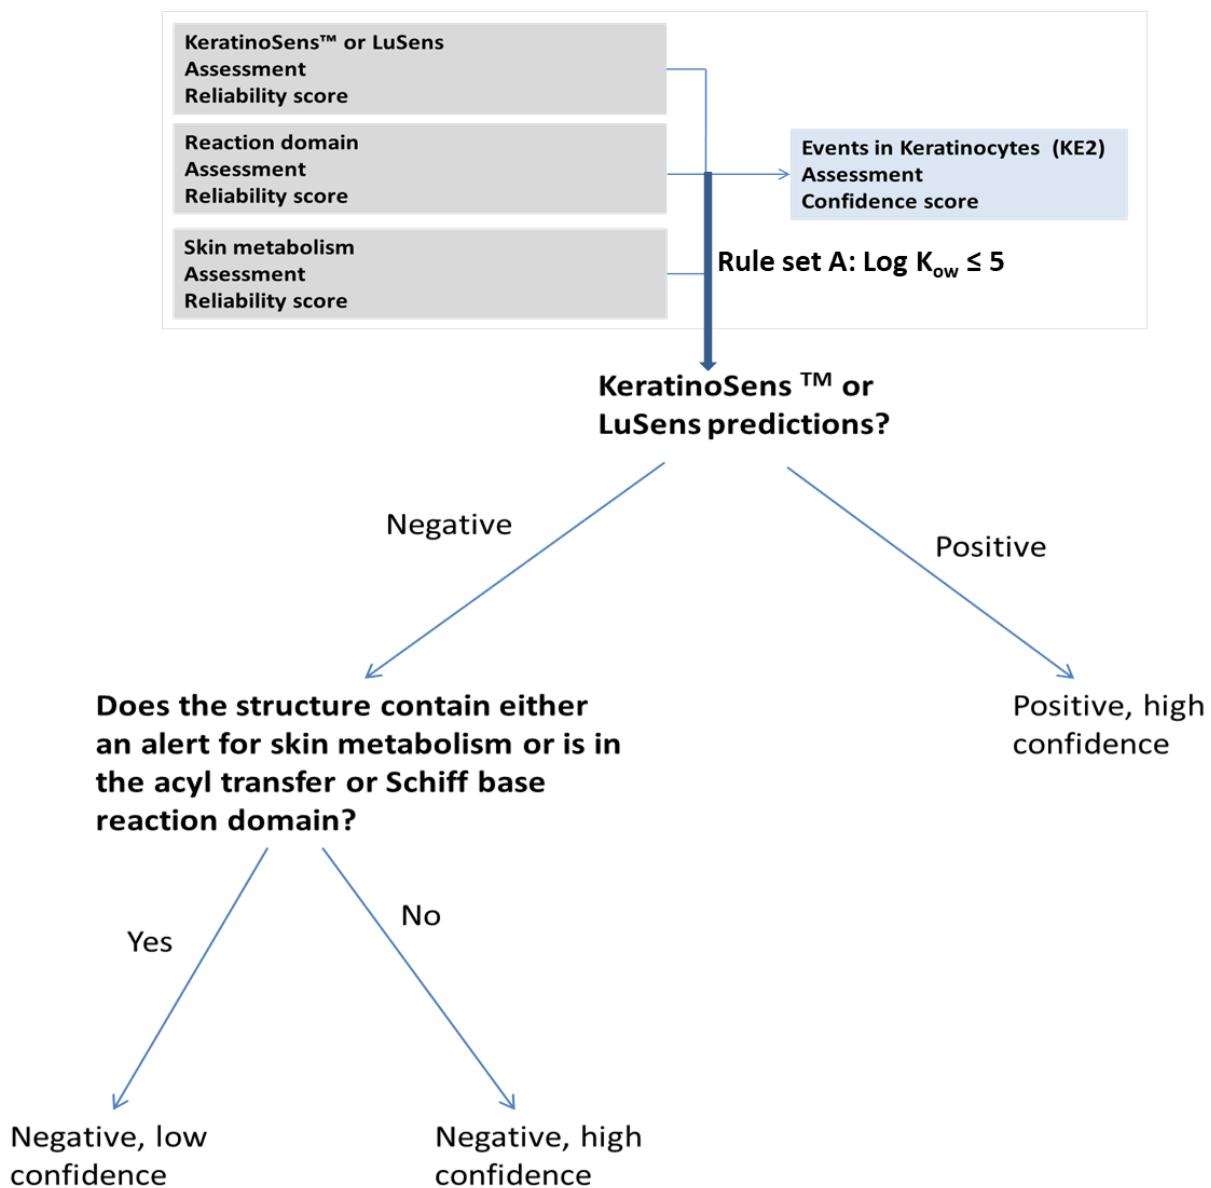 KeratinoSens™ or LuSens
Assessment
Reliability score
Reaction domain
Assessment
Reliability score
Skin metabolism
Assessment
Reliability score
Events in Keratinocytes (KE2)
Assessment
Confidence score
Rule set A: Log Kow ≤ 5
KeratinoSens TM or
LuSens predictions?
Negative
Positive
Does the structure contain either
an alert for skin metabolism or is in
the acyl transfer or Schiff base
reaction domain?
Positive, high
confidence
Yes
No
Negative, low
confidence
Negative, high
confidence